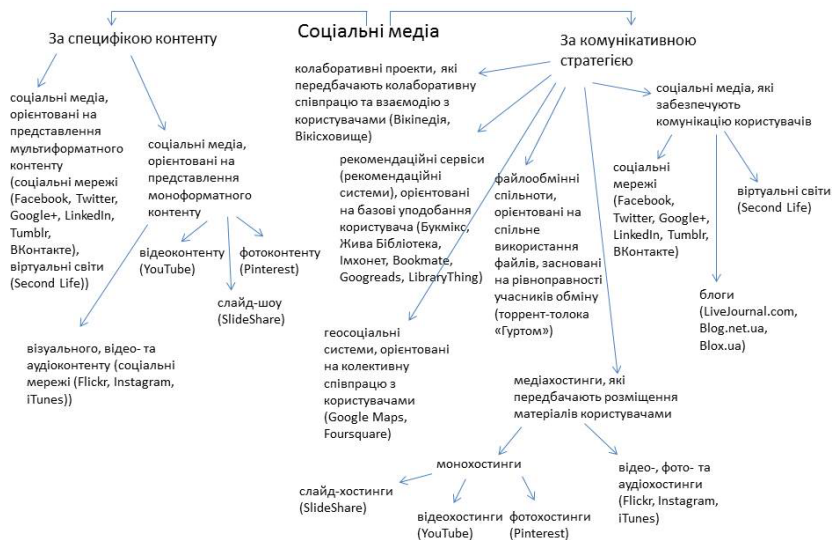 Соціальні медіа
За специфікою контенту
соціальні медіа,
орієнтовані на
представлення
мультиформатного
контенту
(соціальні мережі
(Facebook, Twitter,
Google+, LinkedIn,
Tumblr,
ВКонтакте),
віртуальні світи
(Second Life))
соціальні медіа,
орієнтовані на
представлення
моноформатного
контенту
відеоконтенту
(YouTube)
фотоконтенту
(Pinterest)
слайд-шоу
(SlideShare)
візуального, відео- та
аудіоконтенту (соціальні
мережі (Flickr, Instagram,
iTunes))
За комунікативною
стратегією
колаборативні проекти, які
передбачають колаборативну
співпрацю та взаємодію з
користувачами (Вікіпедія,
Вікісховище)
рекомендаційні сервіси
(рекомендаційні
системи), орієнтовані
на базові уподобання
користувача (Букмікс,
Жива Бібліотека,
Імхонет, Bookmate,
Googreads, LibraryThing)
геосоціальні
системи, орієнтовані
на колективну
співпрацю з
користувачами
(Google Maps,
Foursquare)
файлообмінні
спільноти,
орієнтовані на
спільне
використання
файлів, засновані
на рівноправості
учасників обміну
(торрент-толока
«Гуртом»)
соціальні медіа, які
забезпечують
комунікацію користувачів
соціальні
мережі
(Facebook,
Twitter, Google+,
LinkedIn, Tumblr,
ВКонтакте)
віртуальні світи
(Second Life)
блоги
(LiveJournal.com,
Blog.net.ua,
Blox.ua)
медіахостинги, які
передбачають розміщення
матеріалів користувачами
монохостинги
слайд-хостинги
(SlideShare)
відеохостинги
(YouTube)
фотохостинги
(Pinterest)
відео-, фото- та
аудіохостинги
(Flickr, Instagram,
iTunes)